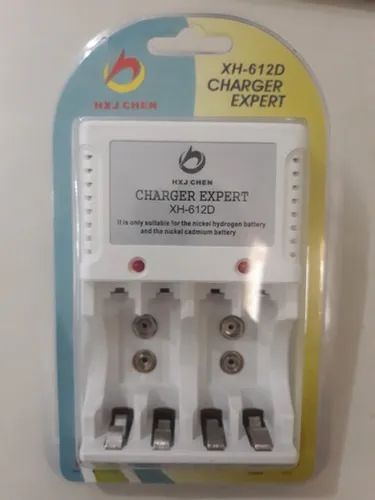 XH-612D
CHARGER
EXPERT
HXJ CHEN
HXJ CHEN
CHARGER EXPERT
XH-612D
It is only suitable for the nickel hydrogen battery
and the nickel cadmium battery